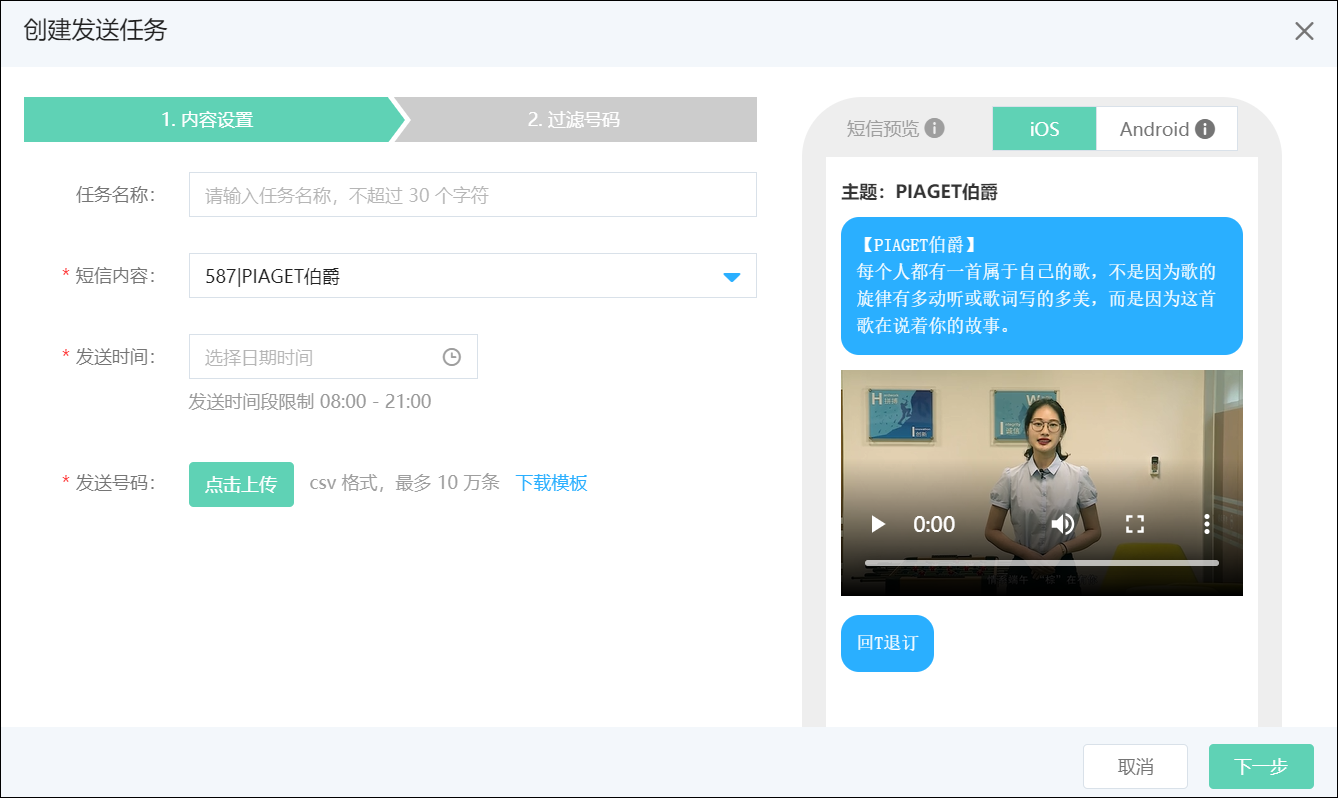 创建发送任务
1. 内容设置
2. 过滤号码
任务名称：
请输入任务名称，不超过 30 个字符
* 短信内容：
587|PIAGET伯爵
* 发送时间：
选择日期时间
发送时间段限制 08:00 - 21:00
* 发送号码：
点击上传
csv 格式，最多 10 万条
下载模板
短信预览
iOS
Android
主题：PIAGET伯爵
【PIAGET伯爵】
每个人都有一首属于自己的歌，不是因为歌的
旋律有多动听或歌词写的多美，而是因为这首
歌在说着你的故事。
0:00
回T退订
取消
下一步